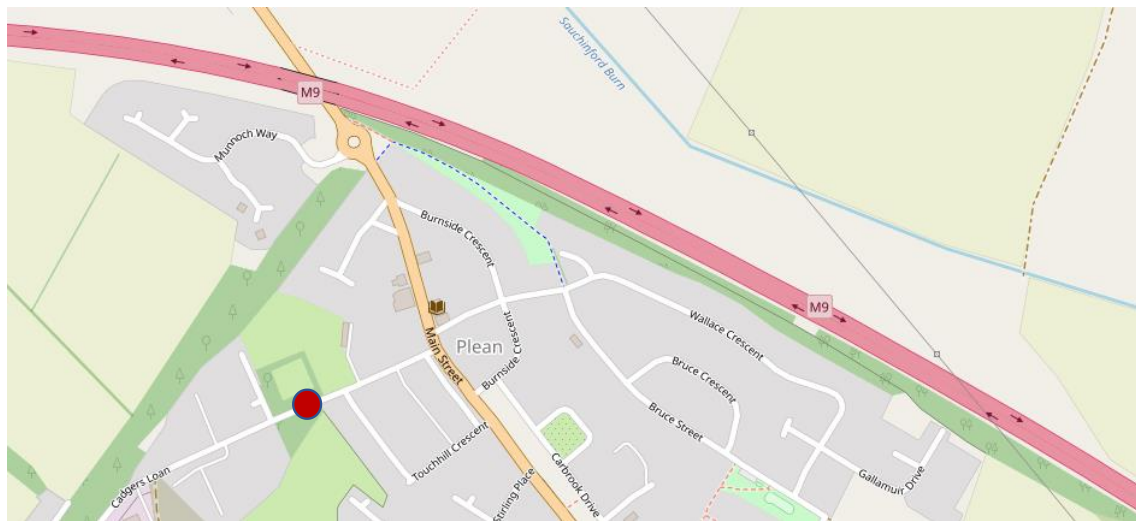 Sauchinford Burn
M9
Munnoch Way
Burnside Crescent
M9
Wallace Crescent
Main Street
Plean
Burnside Crescent
Bruce Crescent
Bruce Street
Touchhill Crescent
Cadgers Loan
Stirling Place
Carbrook Drive
Gallamuir Drive